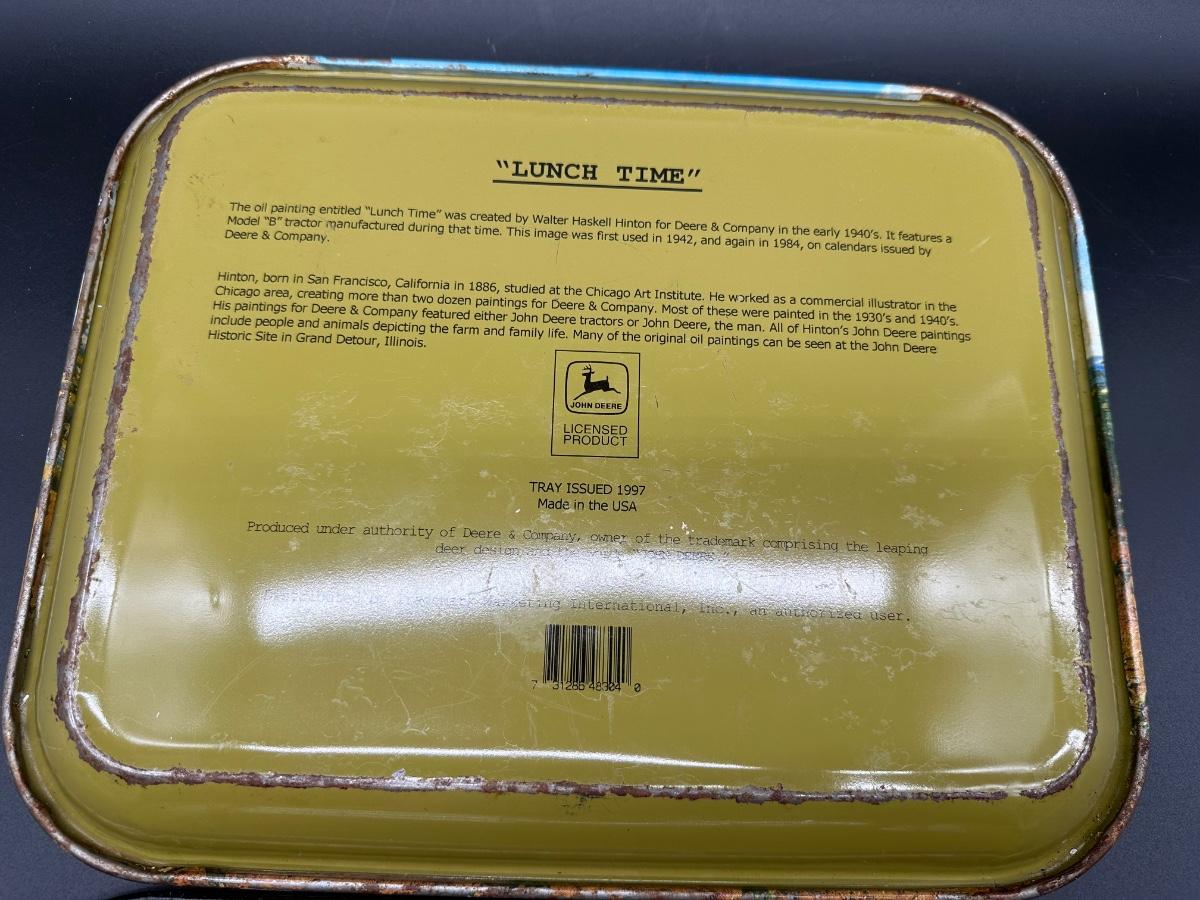 “LUNCH TIME”
The oil painting entitled “Lunch Time” was created by Walter Haskell Hinton for Deere & Company in the early 1940's. It features a
Model “B” tractor manufactured during that time. This image was first used in 1942, and again in 1984, on calendars issued by
Deere & Company.
Hinton, born in San Francisco, California in 1886, studied at the Chicago Art Institute. He worked as a commercial illustrator in the
Chicago area, creating more than two dozen paintings for Deere & Company. Most of these were painted in the 1930's and 1940's.
His paintings for Deere & Company featured either John Deere tractors or John Deere, the man. All of Hinton's John Deere paintings
include people and animals depicting the farm and family life. Many of the original oil paintings can be seen at the John Deere
Historic Site in Grand Detour, Illinois.
JOHN DEERE
LICENSED
PRODUCT
TRAY ISSUED 1997
Made in the USA
Produced under authority of Deere & Company, owner of the trademark comprising the leaping
deer design and the mark “JOHN DEERE.”
Marketing International, Inc., an authorized user.
7 31286 48304 0